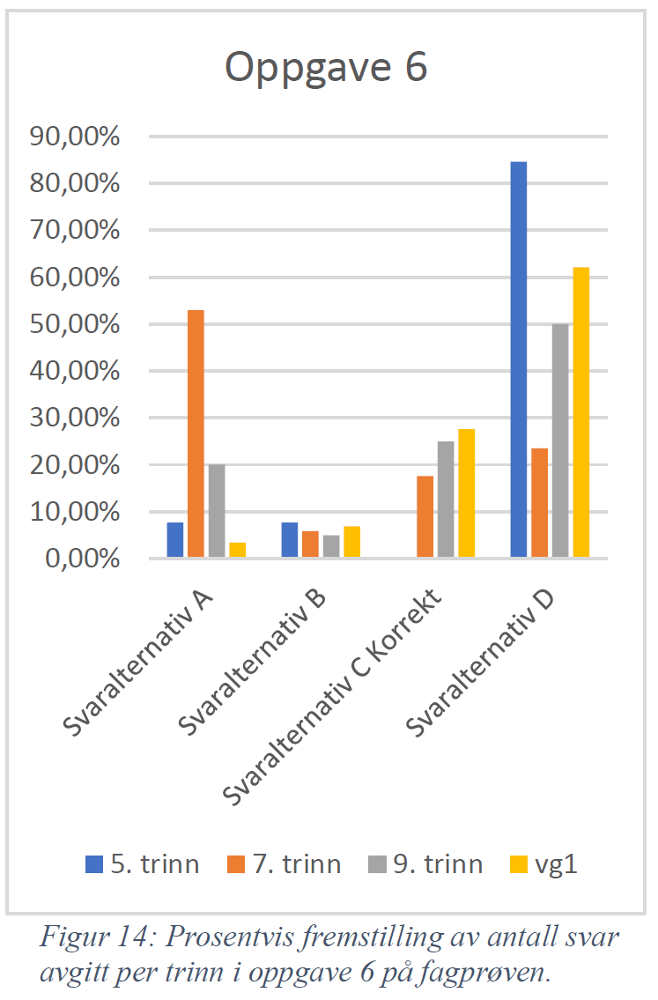 Oppgave 6
90,00%
80,00%
70,00%
60,00%
50,00%
40,00%
30,00%
20,00%
10,00%
0,00%
Svaralternativ A
Svaralternativ B
Svaralternativ C Korrekt
Svaralternativ D
5. trinn 7. trinn 9. trinn vg1
Figur 14: Prosentvis fremstilling av antall svar
avgitt per trinn i oppgave 6 på fagprøven.